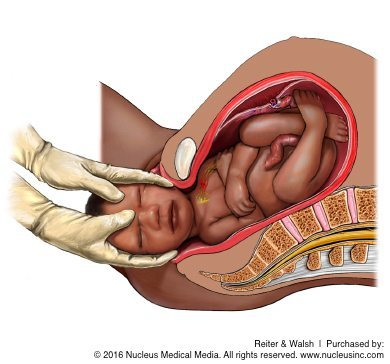 Reiter & Walsh | Purchased by:
© 2016 Nucleus Medical Media. All rights reserved. www.nucleusinc.com